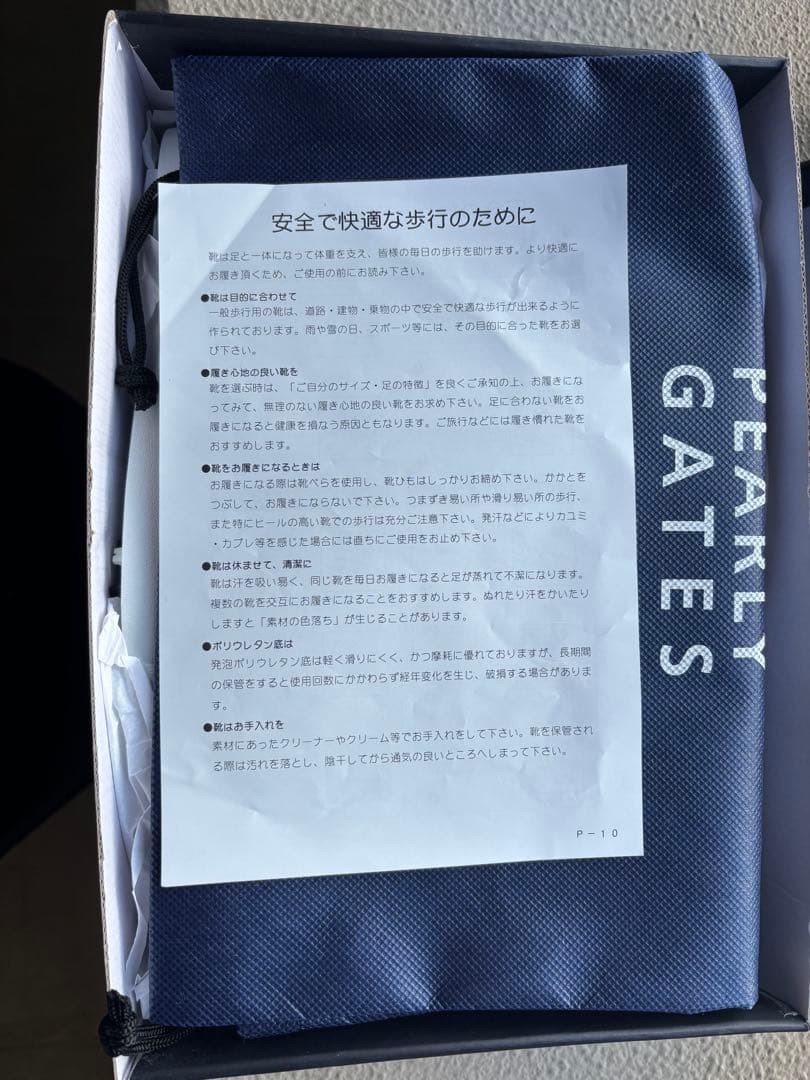 安全で快適な歩行のために
靴は足と一体になって体重を支え、皆様の毎日の歩行を助けます。より快適に
お履き頂くため、ご使用の前にお読み下さい。
●靴は目的に合わせて
一般歩行用の靴は、道路・建物・乗物の中で安全で快適な歩行が出来るように
作られております。雨や雪の日、スポーツ等には、その目的に合った靴をお選
び下さい。
●履き心地の良い靴を
靴を選ぶ時は、「ご自分のサイズ・足の特徴」を良くご承知の上、お履きにな
ってみて、無理のない履き心地の良い靴をお求め下さい。足に合わない靴をお
履きになると健康を損なう原因ともなります。ご旅行などには履き慣れた靴を
おすすめします。
●靴をお履きになるときは
お履きになる際は靴べらを使用し、靴ひもはしっかりお締め下さい。かかとを
つぶして、お履きにならないで下さい。つまずき易い所や滑り易い所の歩行、
また特にヒールの高い靴での歩行は充分ご注意下さい。発汗などによりカユミ
・カブレ等を感じた場合には直ちにご使用をお止め下さい。
●靴は休ませて、清潔に
靴は汗を吸い易く、同じ靴を毎日お履きになると足が蒸れて不潔になります。
複数の靴を交互にお履きになることをおすすめします。ぬれたり汗をかいたり
しますと「素材の色落ち」が生じることがあります。
●ポリウレタン底は
発泡ポリウレタン底は軽く滑りにくく、かつ摩耗に優れておりますが、長期間
の保管をすると使用回数にかかわらず経年変化を生じ、破損する場合がありま
す。
●靴はお手入れを
素材にあったクリーナーやクリーム等でお手入れをして下さい。靴を保管され
る際は汚れを落とし、陰干してから通気の良いところへしまって下さい。
P－10
PEARLY
GATES